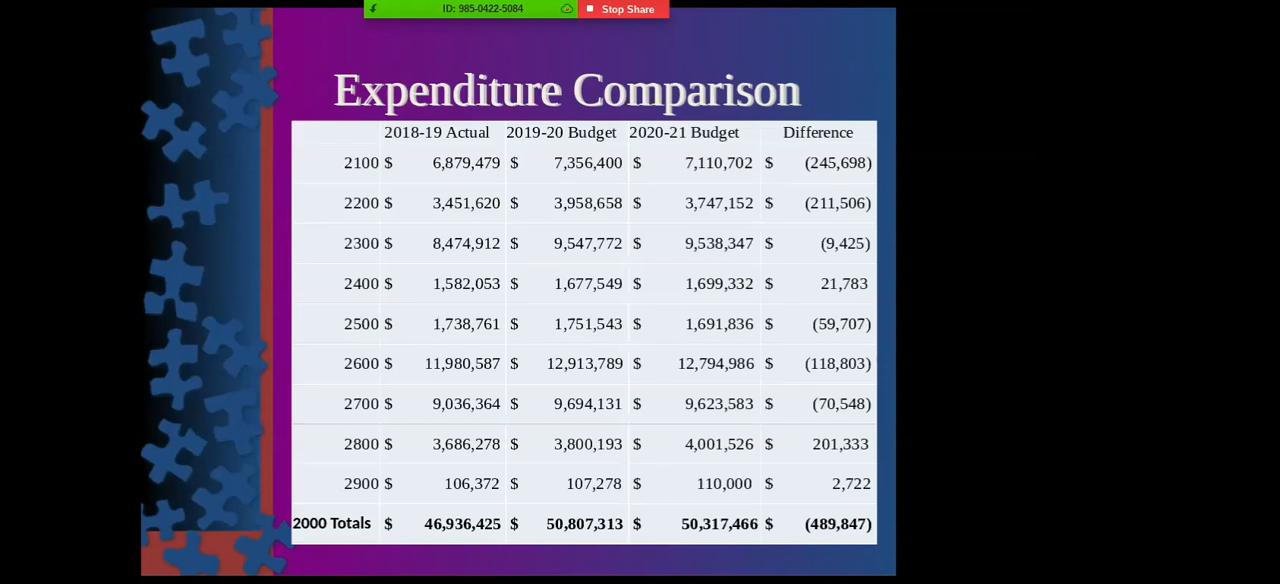 ID: 985-0422-5084 Stop Share
Expenditure Comparison
2018-19 Actual 2019-20 Budget 2020-21 Budget Difference
2100 $ 6,879,479 $ 7,356,400 $ 7,110,702 $ (245,698)
2200 $ 3,451,620 $ 3,958,658 $ 3,747,152 $ (211,506)
2300 $ 8,474,912 $ 9,547,772 $ 9,538,347 $ (9,425)
2400 $ 1,582,053 $ 1,677,549 $ 1,699,332 $ 21,783
2500 $ 1,738,761 $ 1,751,543 $ 1,691,836 $ (59,707)
2600 $ 11,980,587 $ 12,913,789 $ 12,794,986 $ (118,803)
2700 $ 9,036,364 $ 9,694,131 $ 9,623,583 $ (70,548)
2800 $ 3,686,278 $ 3,800,193 $ 4,001,526 $ 201,333
2900 $ 106,372 $ 107,278 $ 110,000 $ 2,722
2000 Totals $ 46,936,425 $ 50,807,313 $ 50,317,466 $ (489,847)